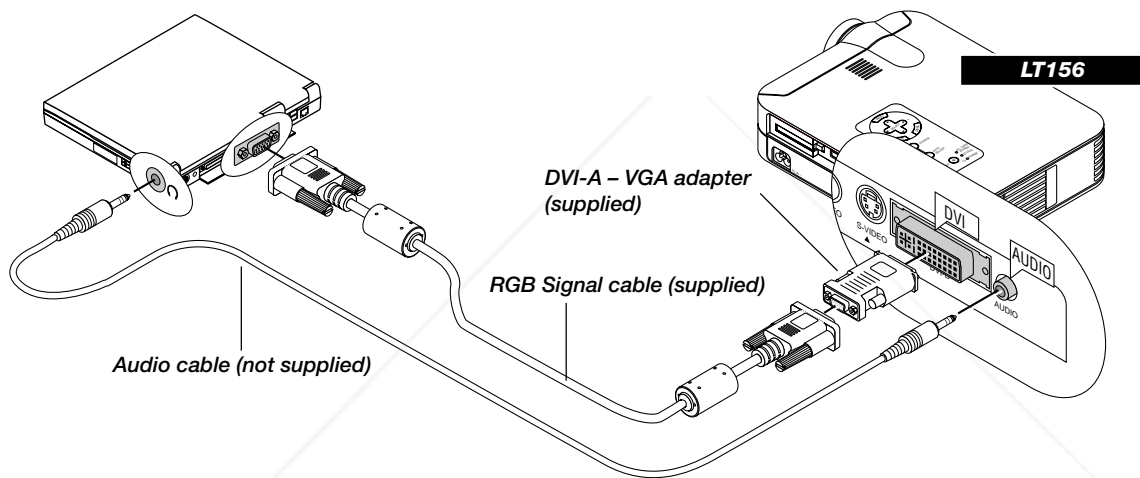 LT156
DVI-A – VGA adapter
(supplied)
DVI
S-VIDEO
AUDIO
RGB Signal cable (supplied)
AUDIO
Audio cable (not supplied)